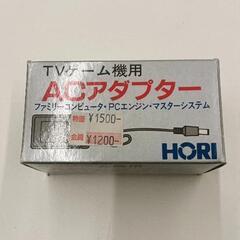 TVゲーム機用
ACアダプター
ファミリーコンピュータ・PCエンジン・マスターシステム
¥1500-
会員 ¥1200-
HORI